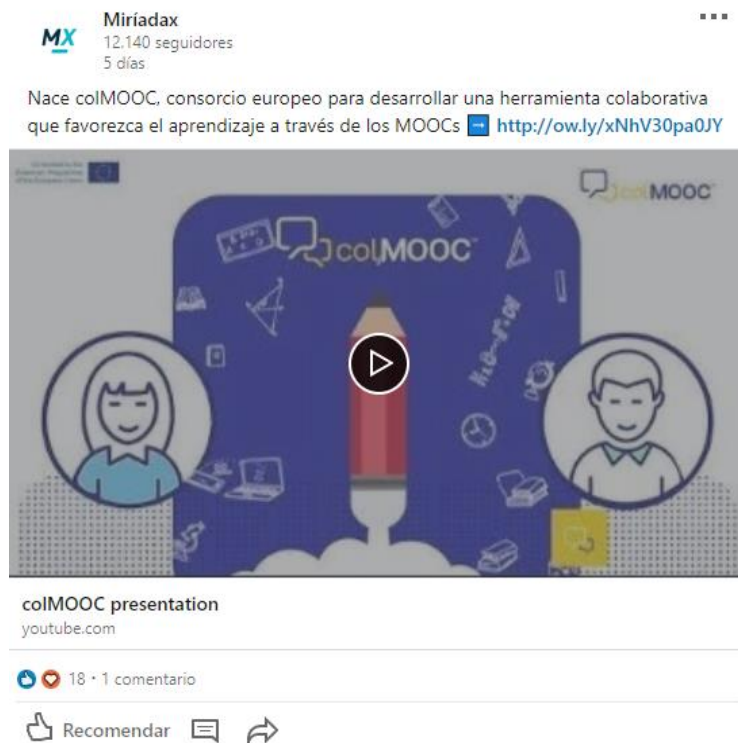 MX
Miríadax
12.140 seguidores
5 días
Nace colMOOC, consorcio europeo para desarrollar una herramienta colaborativa
que favorezca el aprendizaje a través de los MOOCs ➡ http://ow.ly/xNhV30pa0JY
colMOOC
colMOOC
colMOOC presentation
youtube.com
18 • 1 comentario
Recomendar